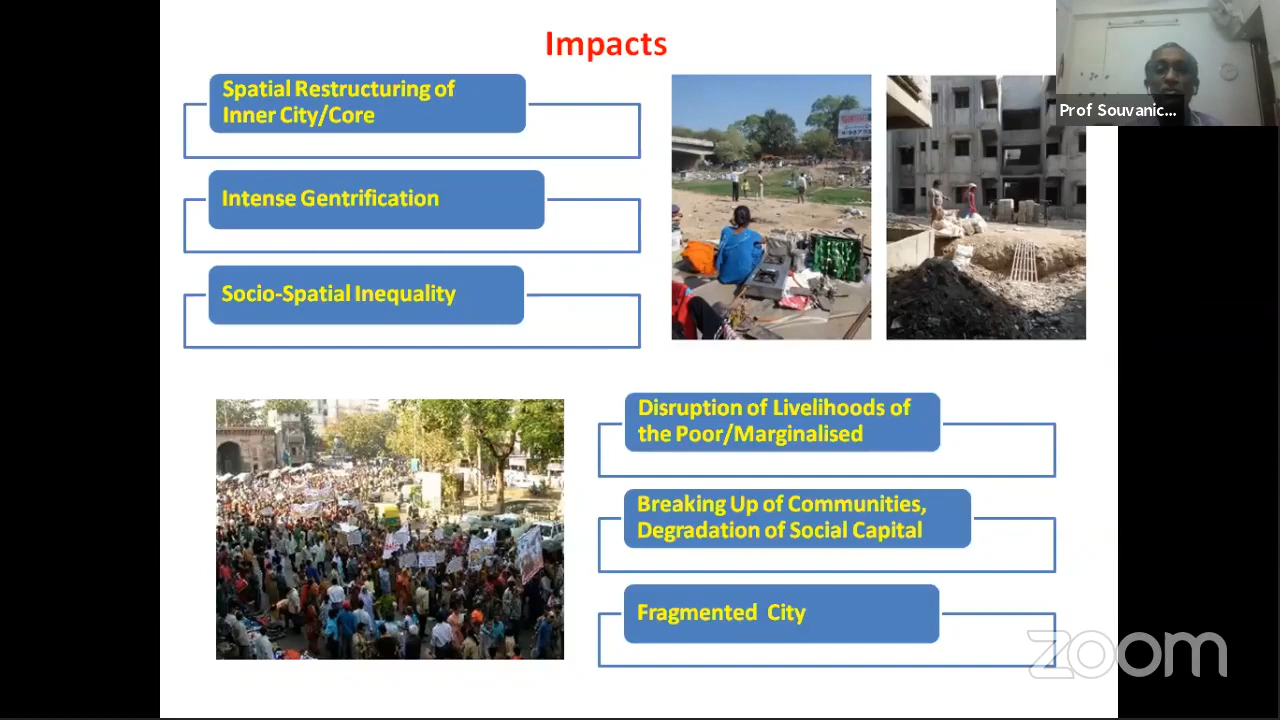 Impacts
Prof Souvanic...
Spatial Restructuring of
Inner City/Core
Intense Gentrification
Socio-Spatial Inequality
Disruption of Livelihoods of
the Poor/Marginalised
Breaking Up of Communities,
Degradation of Social Capital
Fragmented City
zoom